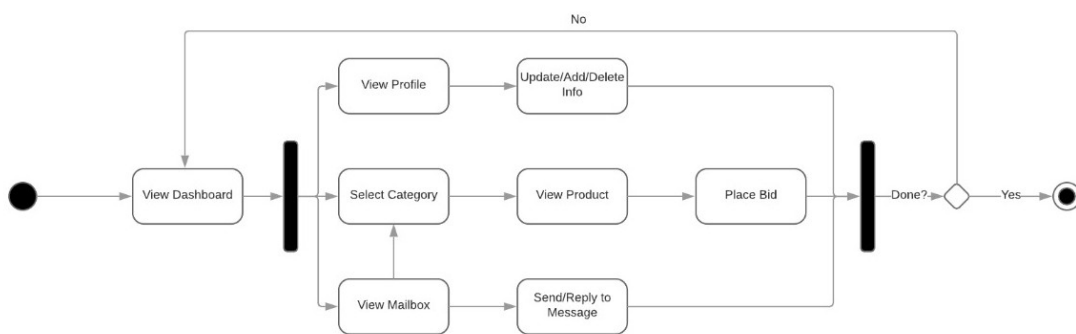 No
View Profile
Update/Add/Delete
Info
View Dashboard
Select Category
View Product
Place Bid
Done?
Yes
View Mailbox
Send/Reply to
Message